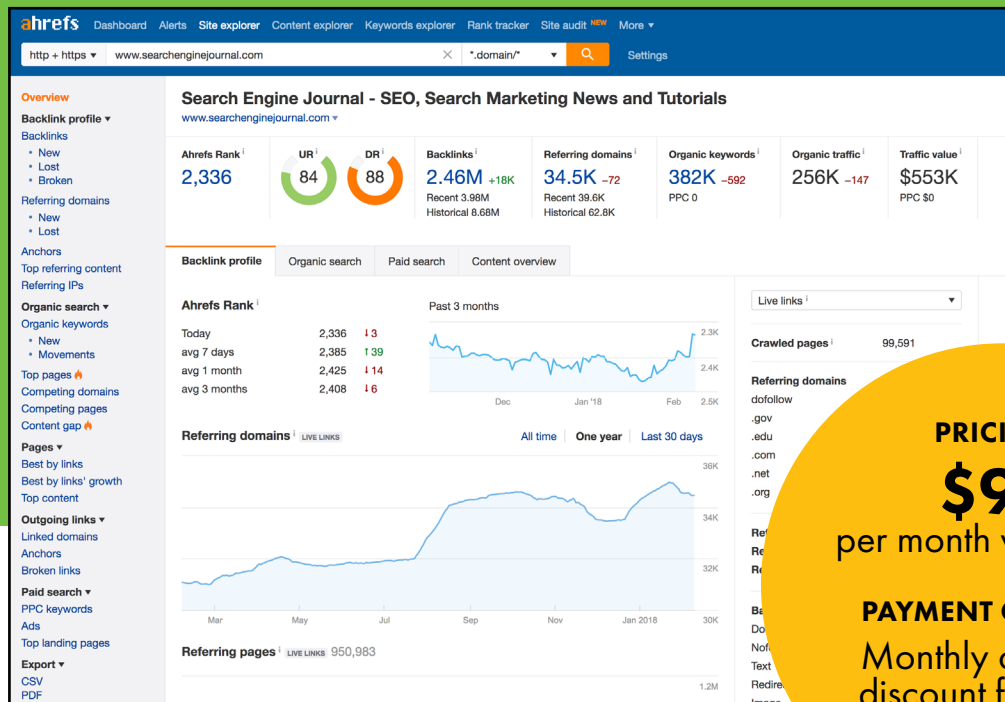 ahrefs Dashboard Alerts Site explorer Content explorer Keywords explorer Rank tracker Site audit NEW More ▾
http + https ▾ www.searchenginejournal.com × *.domain/* ▾ Settings
Overview
Backlink profile ▾
Backlinks
• New
• Lost
• Broken
Referring domains
• New
• Lost
Anchors
Top referring content
Referring IPs
Organic search ▾
Organic keywords
• New
• Movements
Top pages
Competing domains
Competing pages
Content gap
Pages ▾
Best by links
Best by links' growth
Top content
Outgoing links ▾
Linked domains
Anchors
Broken links
Paid search ▾
PPC keywords
Ads
Top landing pages
Export ▾
CSV
PDF
Search Engine Journal - SEO, Search Marketing News and Tutorials
www.searchenginejournal.com ▾
Ahrefs Rank i UR i DR i Backlinks i Referring domains i Organic keywords i Organic traffic i Traffic value i
2,336 84 88 2.46M +18K 34.5K -72 382K -592 256K -147 $553K
Recent 3.98M Recent 39.6K PPC 0 PPC $0
Historical 8.68M Historical 62.8K
Backlink profile Organic search Paid search Content overview
Ahrefs Rank i Past 3 months
Today 2,336 ↓3
avg 7 days 2,385 ↑39
avg 1 month 2,425 ↓14
avg 3 months 2,408 ↓6
2.3K
2.4K
2.5K
Dec Jan '18 Feb
Referring domains i LIVE LINKS All time One year Last 30 days
36K
34K
32K
30K
Mar May Jul Sep Nov Jan 2018
Referring pages i LIVE LINKS 950,983
1.2M
Live links i ▾
Crawled pages i 99,591
Referring domains
dofollow
.gov
.edu
.com
.net
.org
Ref
Re
Re
Ba
Do
Nof
Text
Redire
PRICI
$9
per month
PAYMENT
Monthly
discount f